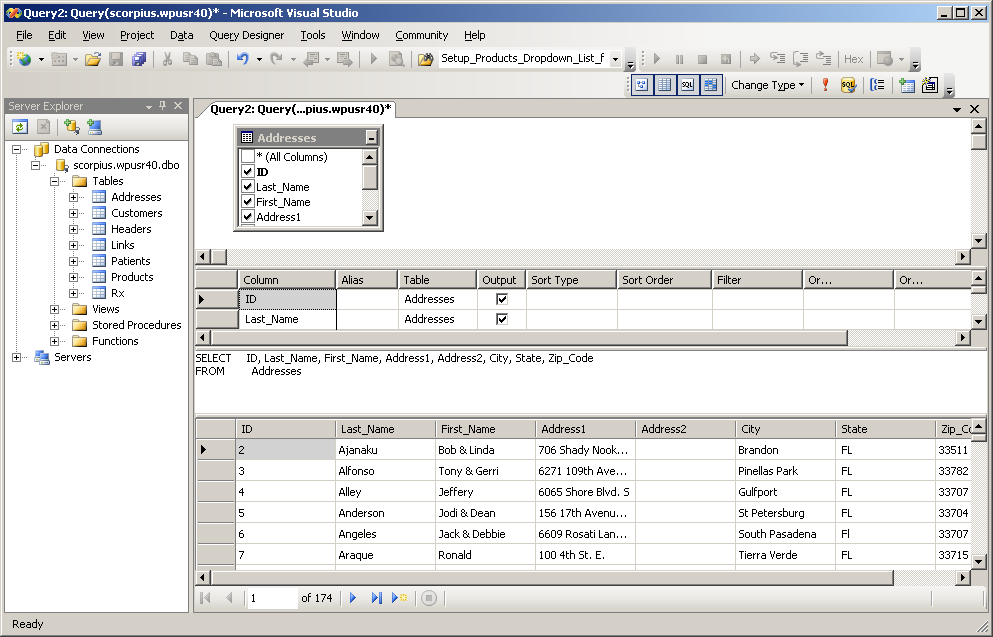 Query2: Query(scorpius.wpusr40)* - Microsoft Visual Studio
File Edit View Project Data Query Designer Tools Window Community Help
Setup_Products_Dropdown_List_f Hex
SQL Change Type
Server Explorer
Query2: Query(...pius.wpusr40)*
Data Connections
scorpius.wpusr40.dbo
Tables
Addresses
Customers
Headers
Links
Patients
Products
Rx
Views
Stored Procedures
Functions
Servers
Addresses
* (All Columns)
ID
Last_Name
First_Name
Address1
Column Alias Table Output Sort Type Sort Order Filter Or... Or...
ID Addresses
Last_Name Addresses
SELECT ID, Last_Name, First_Name, Address1, Address2, City, State, Zip_Code
FROM Addresses
ID Last_Name First_Name Address1 Address2 City State Zip_Co
2 Ajanaku Bob & Linda 706 Shady Nook... Brandon FL 33511
3 Alfonso Tony & Gerri 6271 109th Ave... Pinellas Park FL 33782
4 Alley Jeffery 6065 Shore Blvd. S Gulfport FL 33707
5 Anderson Jodi & Dean 156 17th Avenu... St Petersburg FL 33704
6 Angeles Jack & Debbie 6609 Rosati Lan... South Pasadena Fl 33707
7 Araque Ronald 100 4th St. E. Tierra Verde FL 33715
1 of 174
Ready